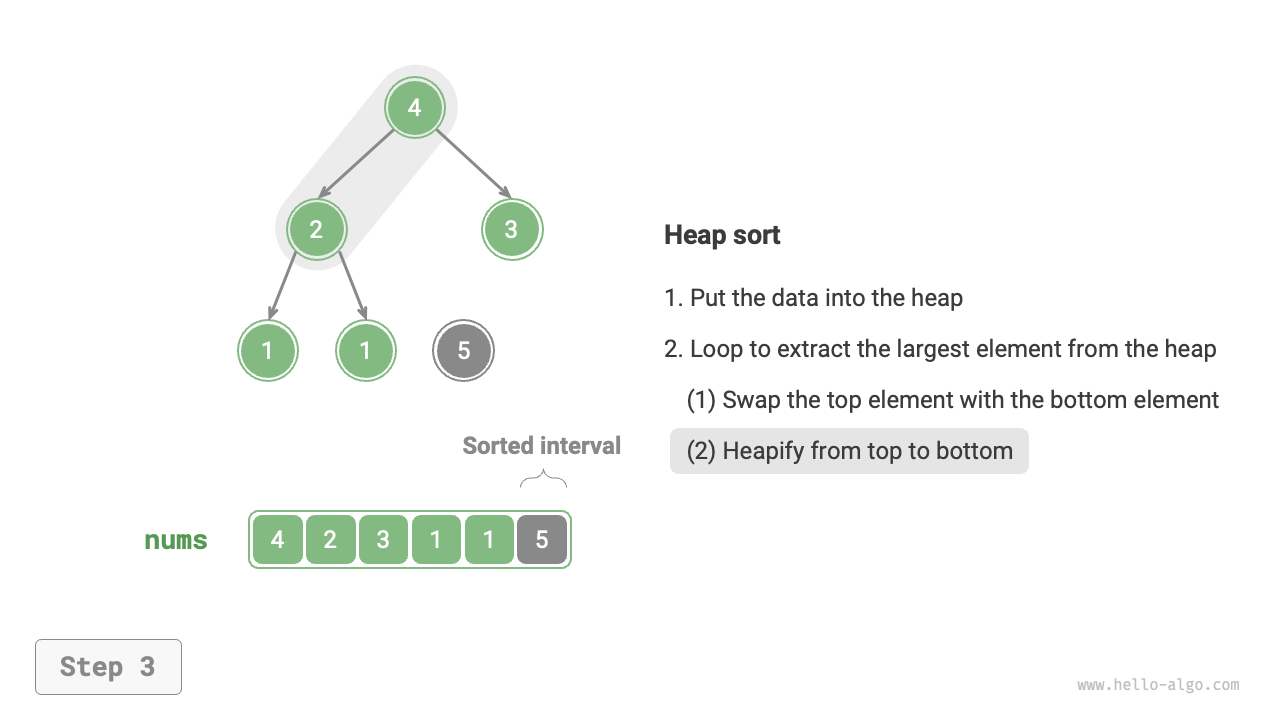 4
2
3
1
1
5
Heap sort
1. Put the data into the heap
2. Loop to extract the largest element from the heap
(1) Swap the top element with the bottom element
(2) Heapify from top to bottom
Sorted interval
nums 4 2 3 1 1 5
Step 3
www.hello-algo.com